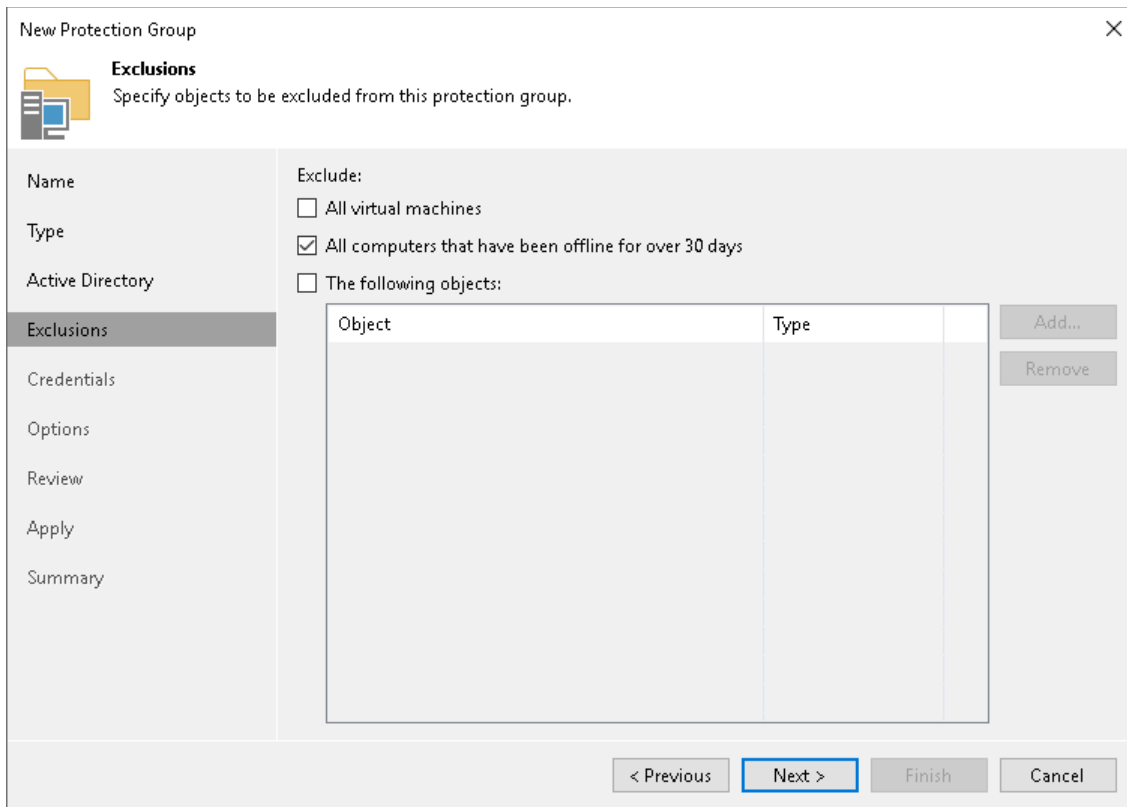 New Protection Group
Exclusions
Specify objects to be excluded from this protection group.
Name
Type
Active Directory
Exclusions
Credentials
Options
Review
Apply
Summary
Exclude:
All virtual machines
All computers that have been offline for over 30 days
The following objects:
Object Type
Add...
Remove
< Previous Next > Finish Cancel